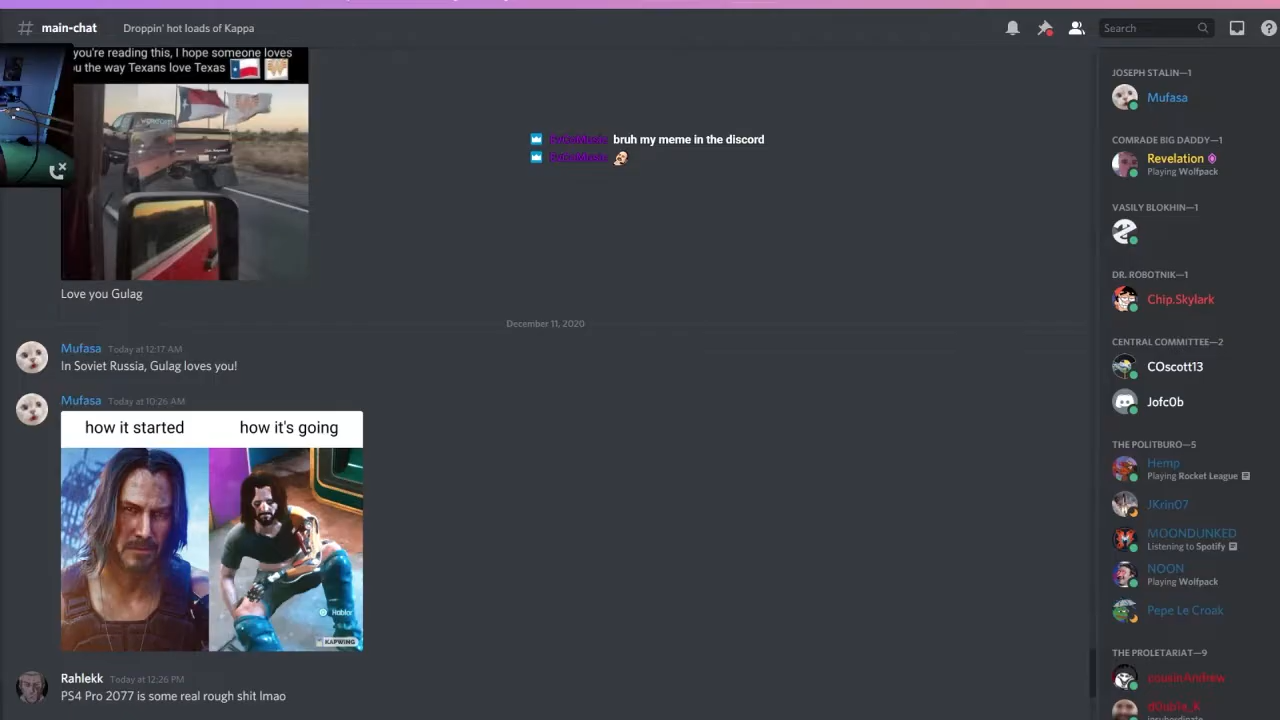 main-chat
Droppin' hot loads of Kappa
Search
you're reading this, I hope someone loves
u the way Texans love Texas
bruh my meme in the discord
Love you Gulag
December 11, 2020
Mufasa Today at 12:17 AM
In Soviet Russia, Gulag loves you!
Mufasa Today at 10:26 AM
how it started how it's going
Hablar
KAPWING
Rahlekk Today at 12:26 PM
PS4 Pro 2077 is some real rough shit lmao
JOSEPH STALIN—1
Mufasa
COMRADE BIG DADDY—1
Revelation
Playing Wolfpack
VASILY BLOKHIN—1
DR. ROBOTNIK—1
Chip.Skylark
CENTRAL COMMITTEE—2
COscott13
Jofc0b
THE POLITBURO—5
Hemp
Playing Rocket League
JKrin07
MOONDUNKED
Listening to Spotify
NOON
Playing Wolfpack
Pepe Le Croak
THE PROLETARIAT—9
cousinAndrew